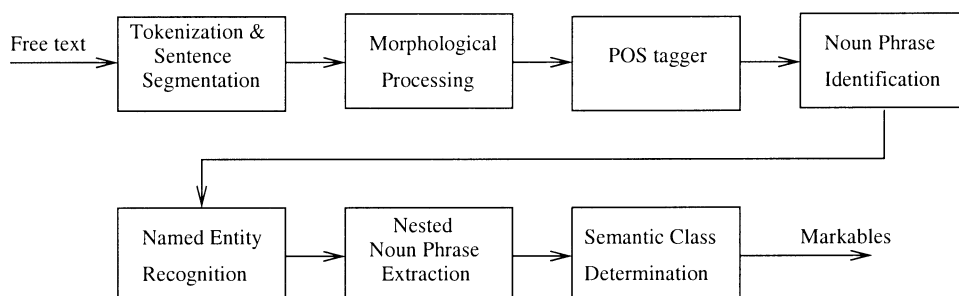 Free text
Tokenization &
Sentence
Segmentation
Morphological
Processing
POS tagger
Noun Phrase
Identification
Named Entity
Recognition
Nested
Noun Phrase
Extraction
Semantic Class
Determination
Markables